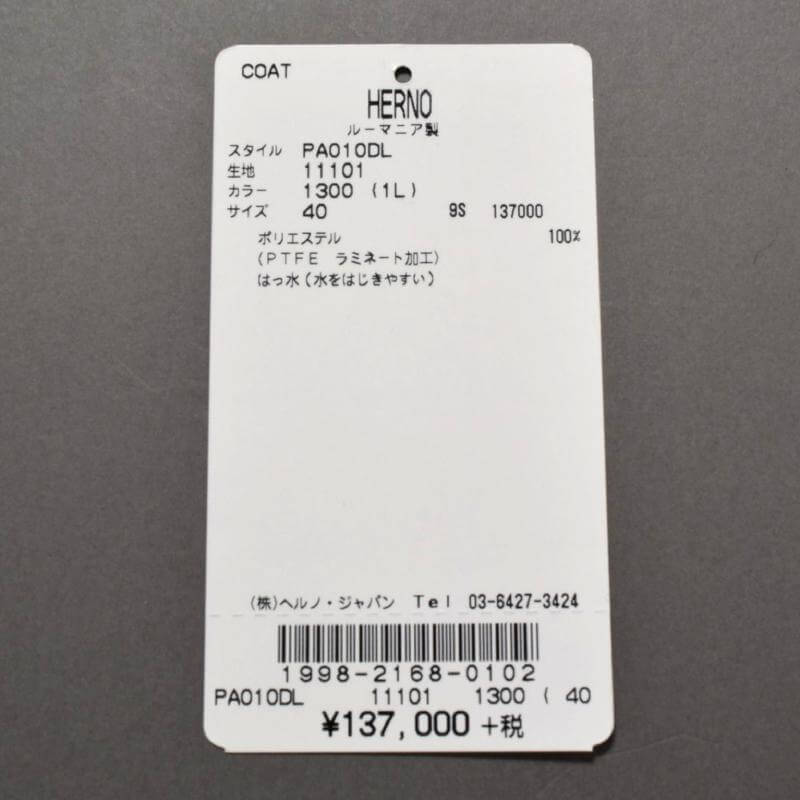 COAT
HERNO
ルーマニア製
スタイル PA010DL
生地 11101
カラー 1300 (1L)
サイズ 40 9S 137000
ポリエステル 100%
(PTFE ラミネート加工)
はっ水(水をはじきやすい)
(株)ヘルノ・ジャパン Tel 03-6427-3424
1998-2168-0102
PA010DL 11101 1300 ( 40
¥137,000 +税